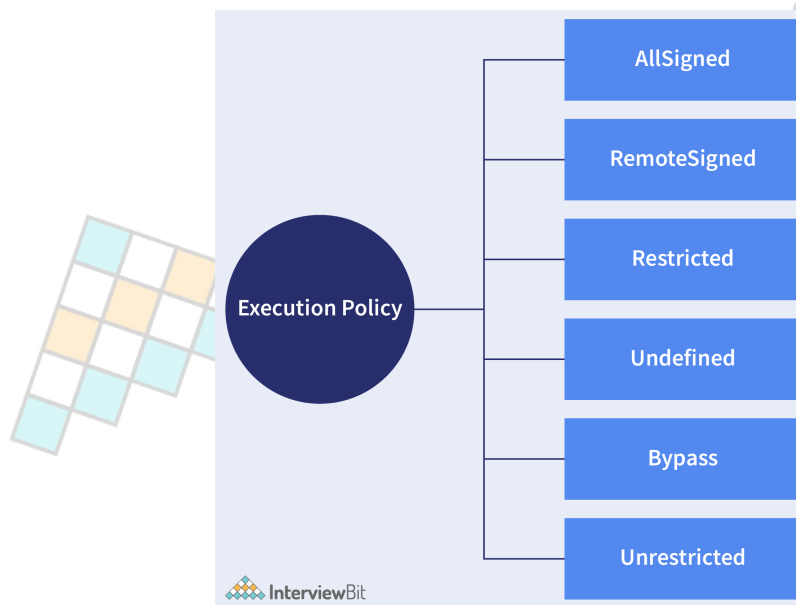 AllSigned
RemoteSigned
Restricted
Execution Policy
Undefined
Bypass
Unrestricted
InterviewBit